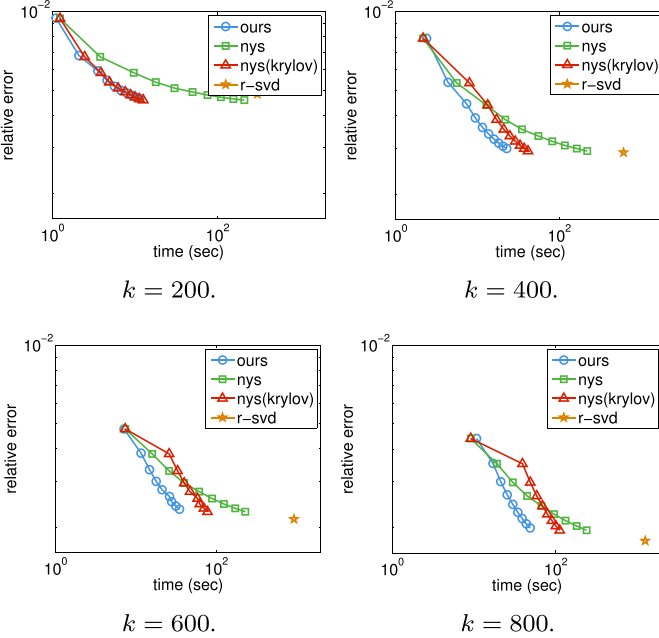 10^-2
ours
nys
nys(krylov)
r-svd
relative error
10^0
10^2
time (sec)
k = 200.
10^-2
ours
nys
nys(krylov)
r-svd
relative error
10^0
10^2
time (sec)
k = 400.
10^-2
ours
nys
nys(krylov)
r-svd
relative error
10^0
10^2
time (sec)
k = 600.
10^-2
ours
nys
nys(krylov)
r-svd
relative error
10^0
10^2
time (sec)
k = 800.